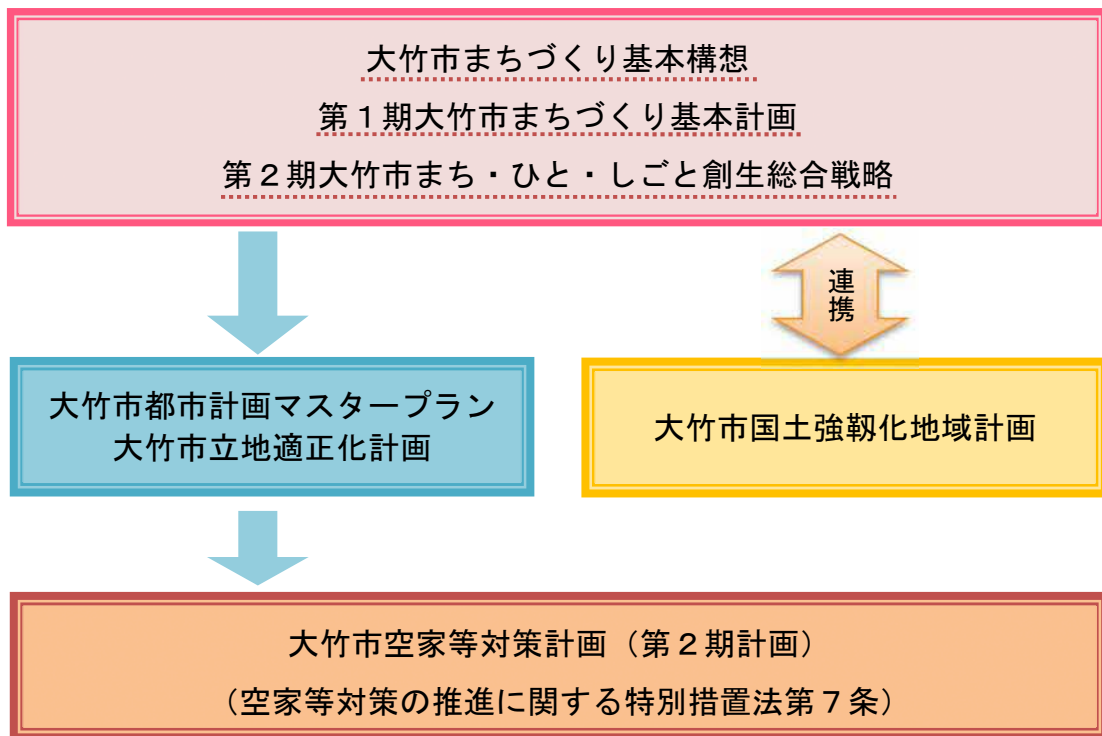 大竹市まちづくり基本構想
第１期大竹市まちづくり基本計画
第２期大竹市まち・ひと・しごと創生総合戦略
連携
大竹市都市計画マスタープラン
大竹市立地適正化計画
大竹市国土強靱化地域計画
大竹市空家等対策計画（第２期計画）
（空家等対策の推進に関する特別措置法第７条）